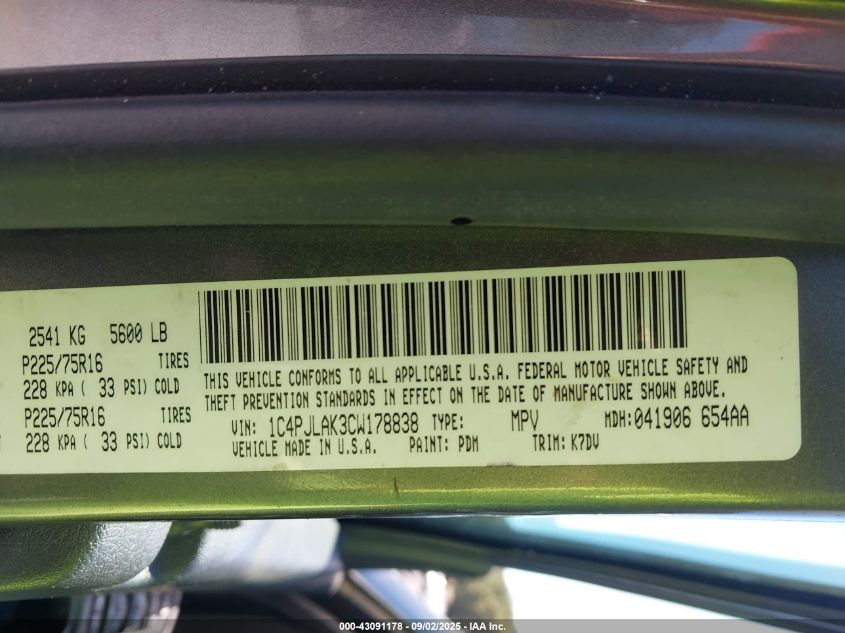 2541 KG 5600 LB
P225/75R16 TIRES
228 KPA ( 33 PSI) COLD
P225/75R16 TIRES
228 KPA ( 33 PSI) COLD
THIS VEHICLE CONFORMS TO ALL APPLICABLE U.S.A. FEDERAL MOTOR VEHICLE SAFETY AND
THEFT PREVENTION STANDARDS IN EFFECT ON THE DATE OF MANUFACTURE SHOWN ABOVE.
VIN: 1C4PJLAK3CW178838 TYPE: MPV MDH:041906 654AA
VEHICLE MADE IN U.S.A. PAINT: PDM TRIM: K7DV
000-43091178 - 09/02/2025 - IAA Inc.